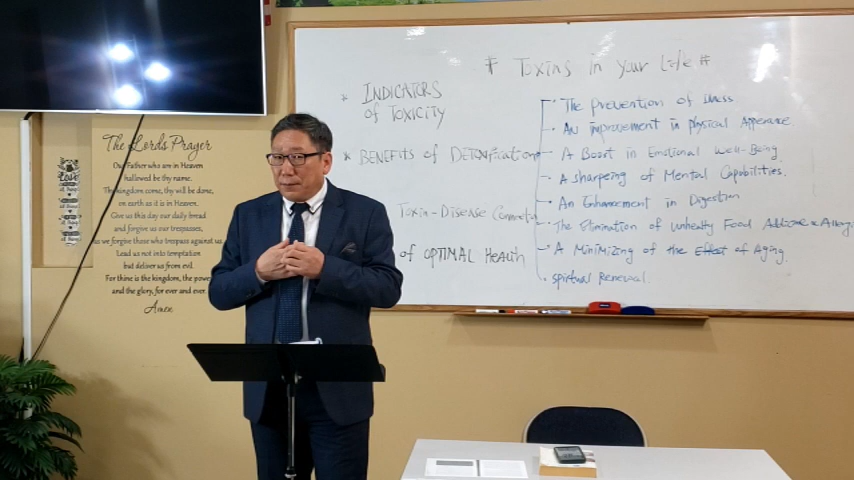 The Lords Prayer
Our Father who are in Heaven
hallowed be thy name.
Thy kingdom come, thy will be done,
on earth as it is in Heaven.
Give us this day our daily bread
and forgive us our trespasses,
as we forgive those who trespass against us.
Lead us not into temptation
but deliver us from evil.
For thine is the kingdom, the power
and the glory, for ever and ever.
Amen
Love
# Toxins in Your Life #
* INDICATORS
of TOXICITY
* BENEFITS of DETOXification
Toxin-Disease Connectio
of OPTIMAL HEALTH
• The prevention of illness
• An improvement in physical Apperance.
• A Boost in Emotional Well-Being
• A sharpeing of Mental Capabilities.
• An Enhancement in Digestion
• The Elimination of unhealty Food
• A Minimizing of the Effect of Aging.
• spiritual Renewal.